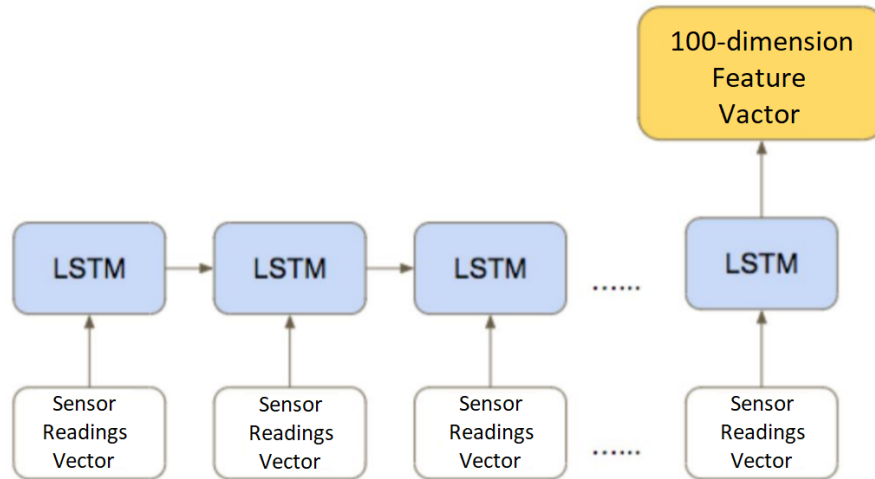 100-dimension
Feature
Vactor
LSTM
LSTM
LSTM
......
LSTM
Sensor
Readings
Vector
Sensor
Readings
Vector
Sensor
Readings
Vector
......
Sensor
Readings
Vector